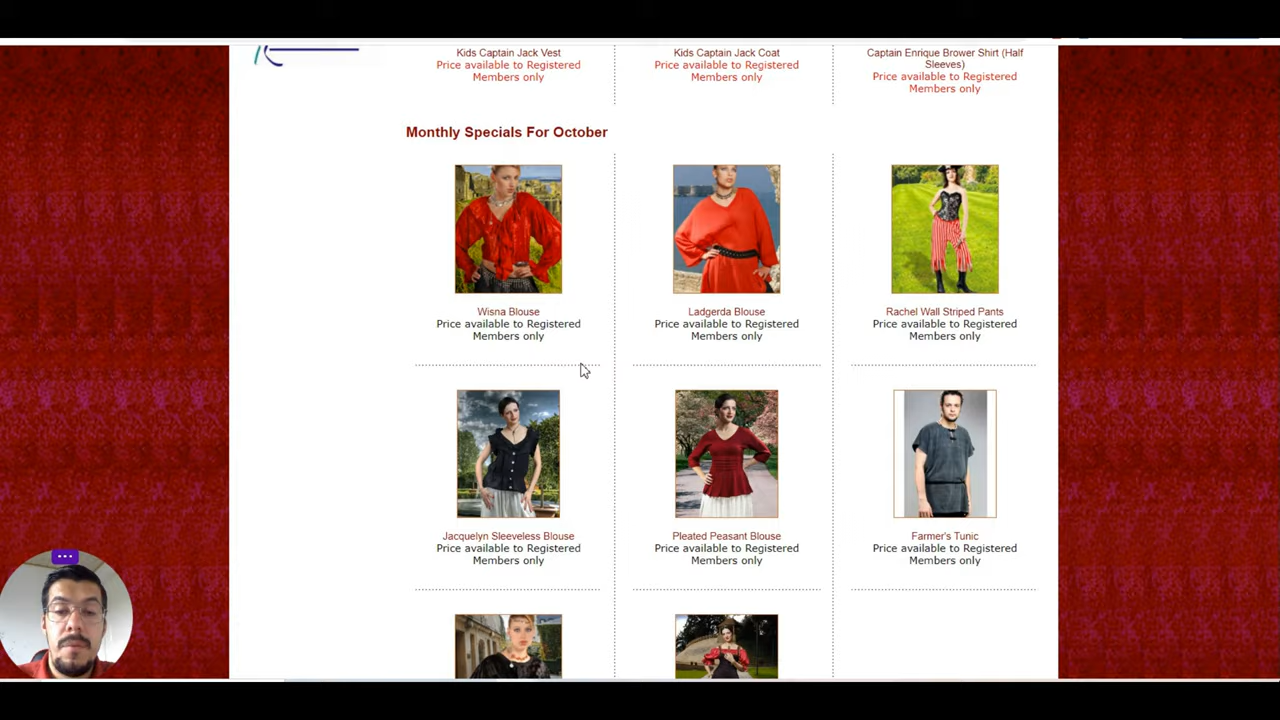 Kids Captain Jack Vest
Price available to Registered
Members only
Kids Captain Jack Coat
Price available to Registered
Members only
Captain Enrique Brower Shirt (Half
Sleeves)
Price available to Registered
Members only
Monthly Specials For October
Wisna Blouse
Price available to Registered
Members only
Ladgerda Blouse
Price available to Registered
Members only
Rachel Wall Striped Pants
Price available to Registered
Members only
Jacquelyn Sleeveless Blouse
Price available to Registered
Members only
Pleated Peasant Blouse
Price available to Registered
Members only
Farmer's Tunic
Price available to Registered
Members only